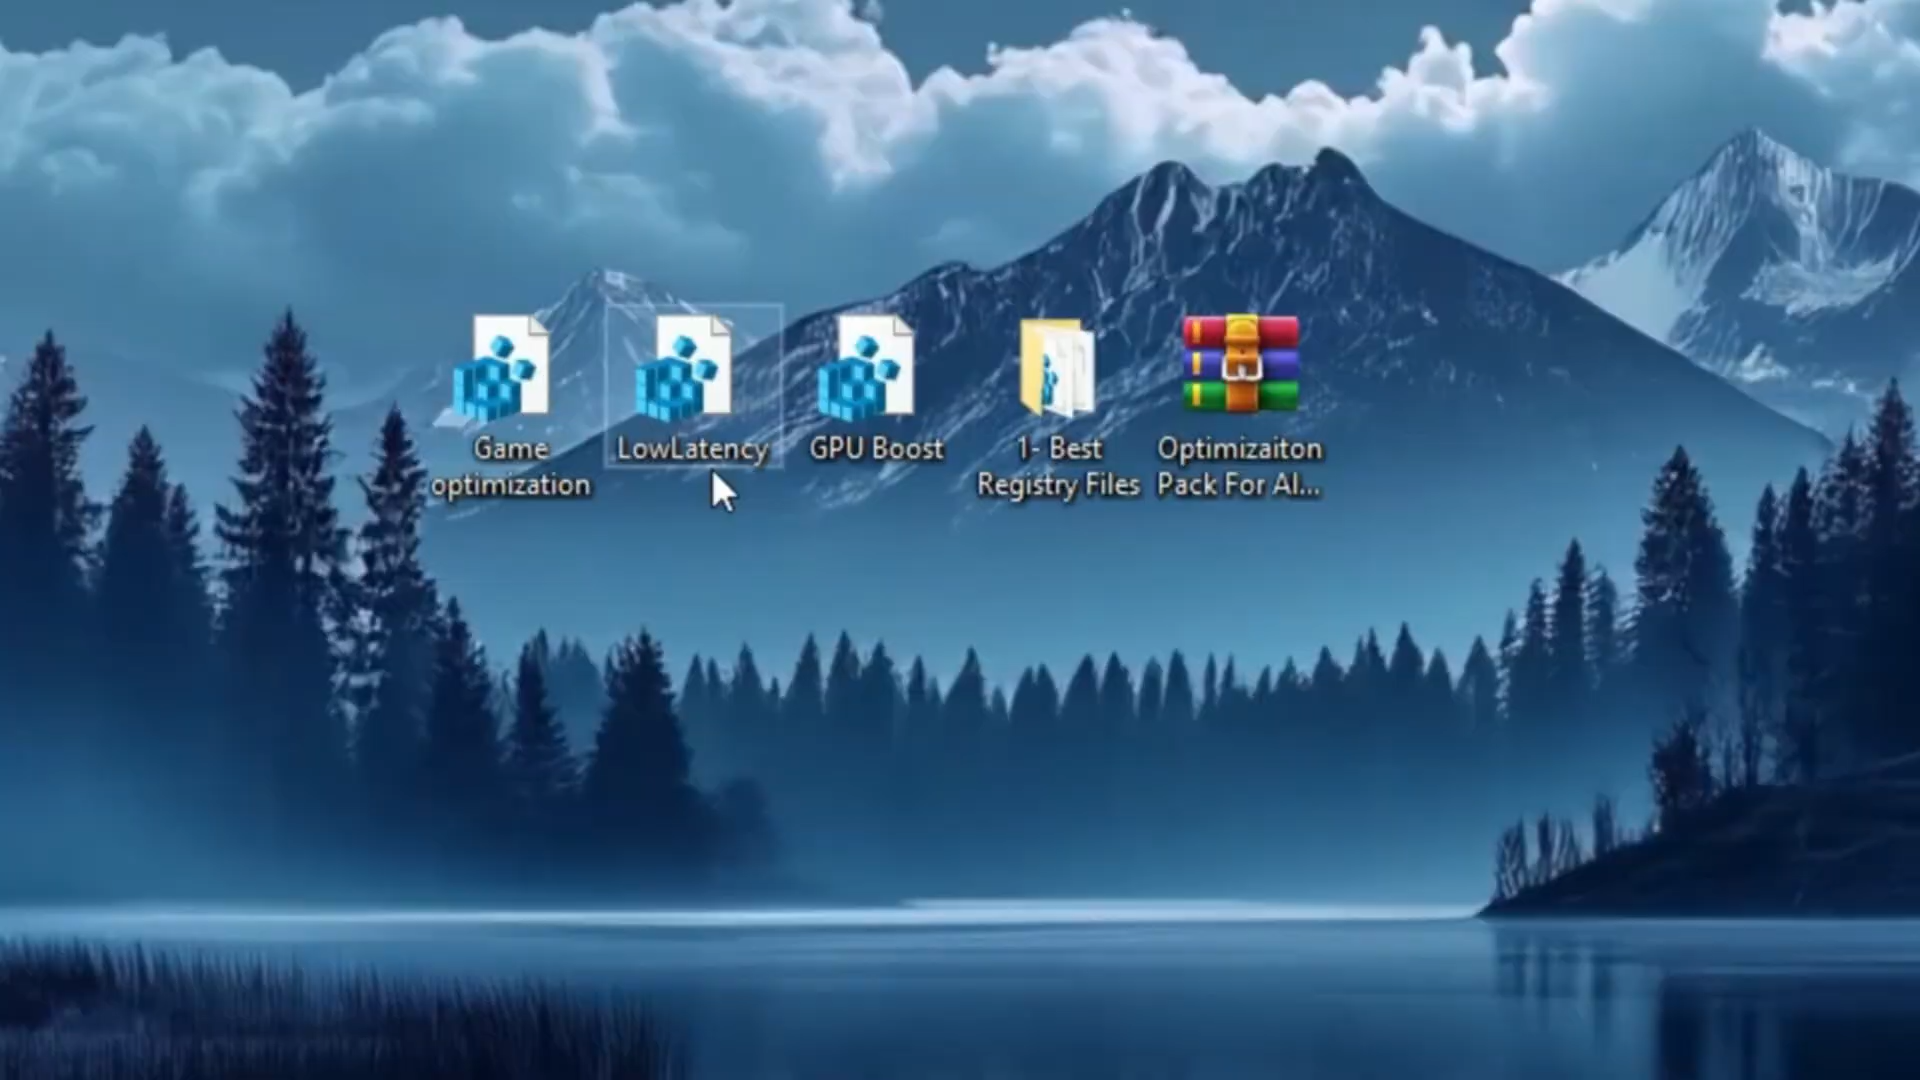 Game
optimization
LowLatency
GPU Boost
1- Best
Registry Files
Optimizaiton
Pack For Al...